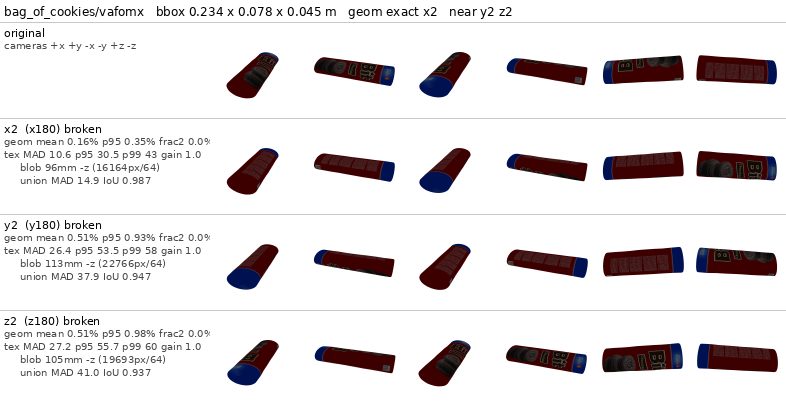 bag_of_cookies/vafomx   bbox 0.234 x 0.078 x 0.045 m   geom exact x2   near y2 z2
original
cameras +x +y -x -y +z -z
x2  (x180) broken
geom mean 0.16% p95 0.35% frac2 0.0%
tex MAD 10.6 p95 30.5 p99 43 gain 1.0
blob 96mm -z (16164px/64)
union MAD 14.9 IoU 0.987
y2  (y180) broken
geom mean 0.51% p95 0.93% frac2 0.0%
tex MAD 26.4 p95 53.5 p99 58 gain 1.0
blob 113mm -z (22766px/64)
union MAD 37.9 IoU 0.947
z2  (z180) broken
geom mean 0.51% p95 0.98% frac2 0.0%
tex MAD 27.2 p95 55.7 p99 60 gain 1.0
blob 105mm -z (19693px/64)
union MAD 41.0 IoU 0.937